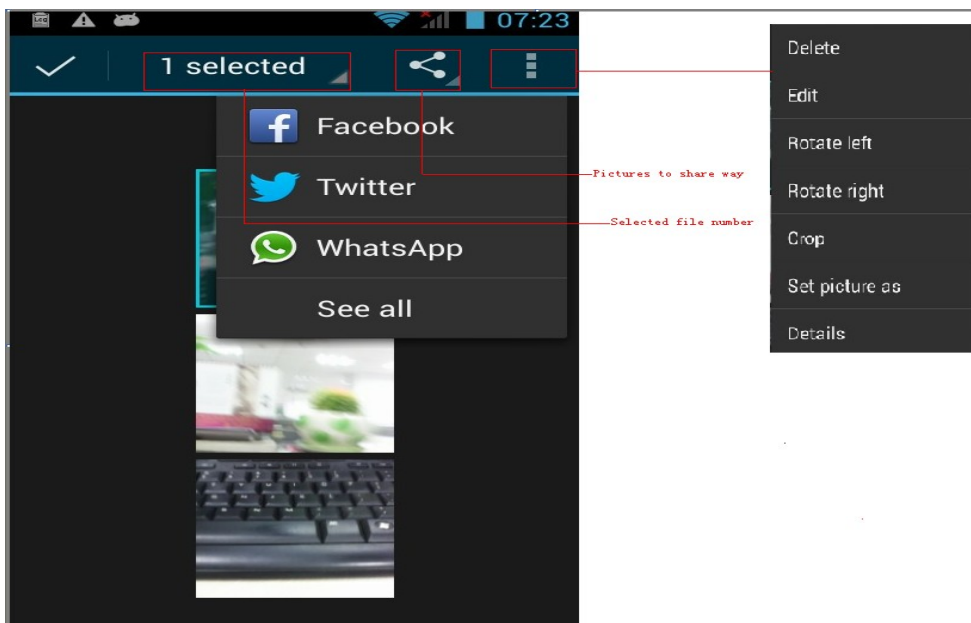 07:23
1 selected
Facebook
Twitter
WhatsApp
See all
Pictures to share way
Selected file number
Delete
Edit
Rotate left
Rotate right
Crop
Set picture as
Details